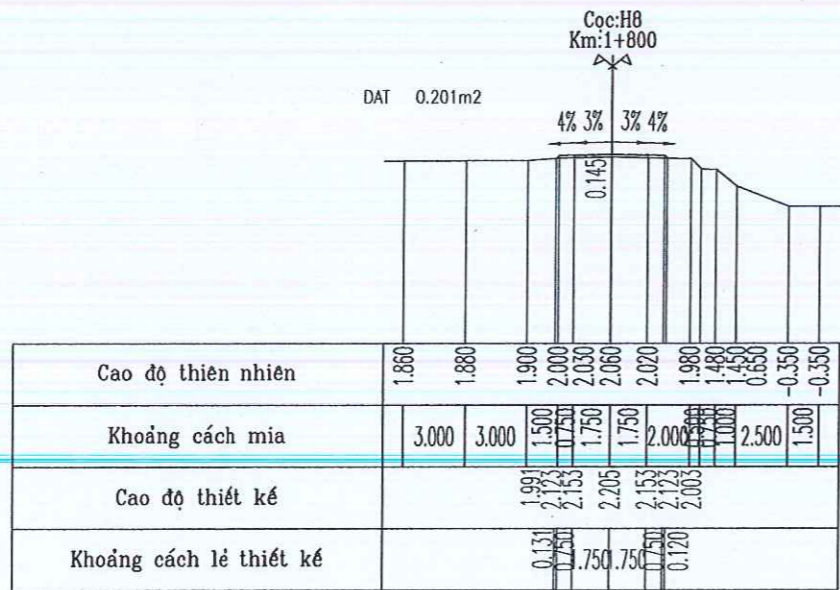 Cọc:H8
Km:1+800
DAT 0.201m2
4% 3% 3% 4%
0.145
Cao độ thiên nhiên 1.860 1.880 1.900 2.000 2.030 2.060 2.020 1.980 1.480 1.450 0.650 -0.350 -0.350
Khoảng cách mia 3.000 3.000 1.500 0.750 1.750 1.750 2.000 1.000 2.500 1.500
Cao độ thiết kế 1.991 2.123 2.153 2.205 2.153 2.123 2.003
Khoảng cách lẻ thiết kế 0.131 0.750 1.750 1.750 0.750 0.120